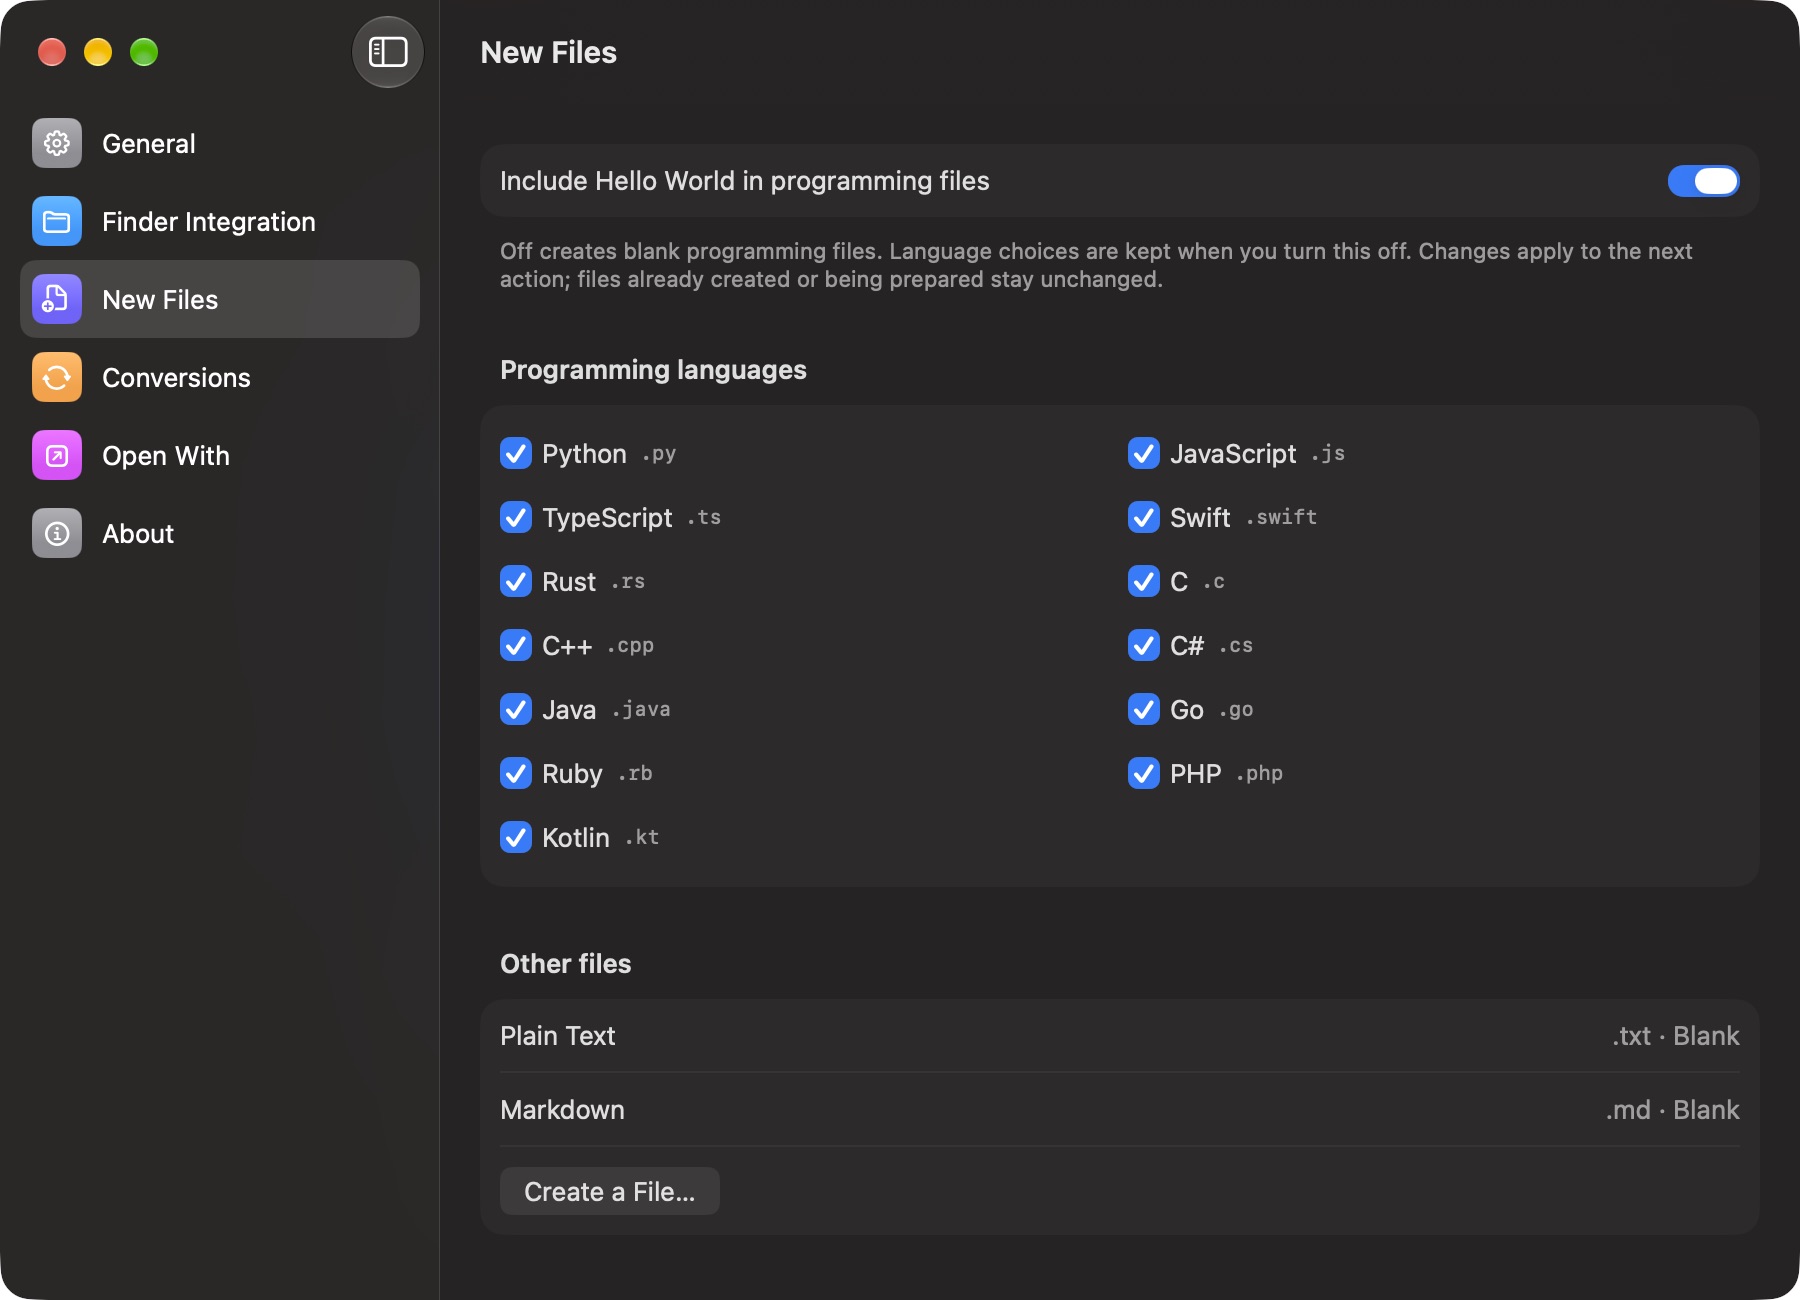 New Files
General
Finder Integration
New Files
Conversions
Open With
About
Include Hello World in programming files
Off creates blank programming files. Language choices are kept when you turn this off. Changes apply to the next
action; files already created or being prepared stay unchanged.
Programming languages
Python .py
JavaScript .js
TypeScript .ts
Swift .swift
Rust .rs
C .c
C++ .cpp
C# .cs
Java .java
Go .go
Ruby .rb
PHP .php
Kotlin .kt
Other files
Plain Text .txt · Blank
Markdown .md · Blank
Create a File...